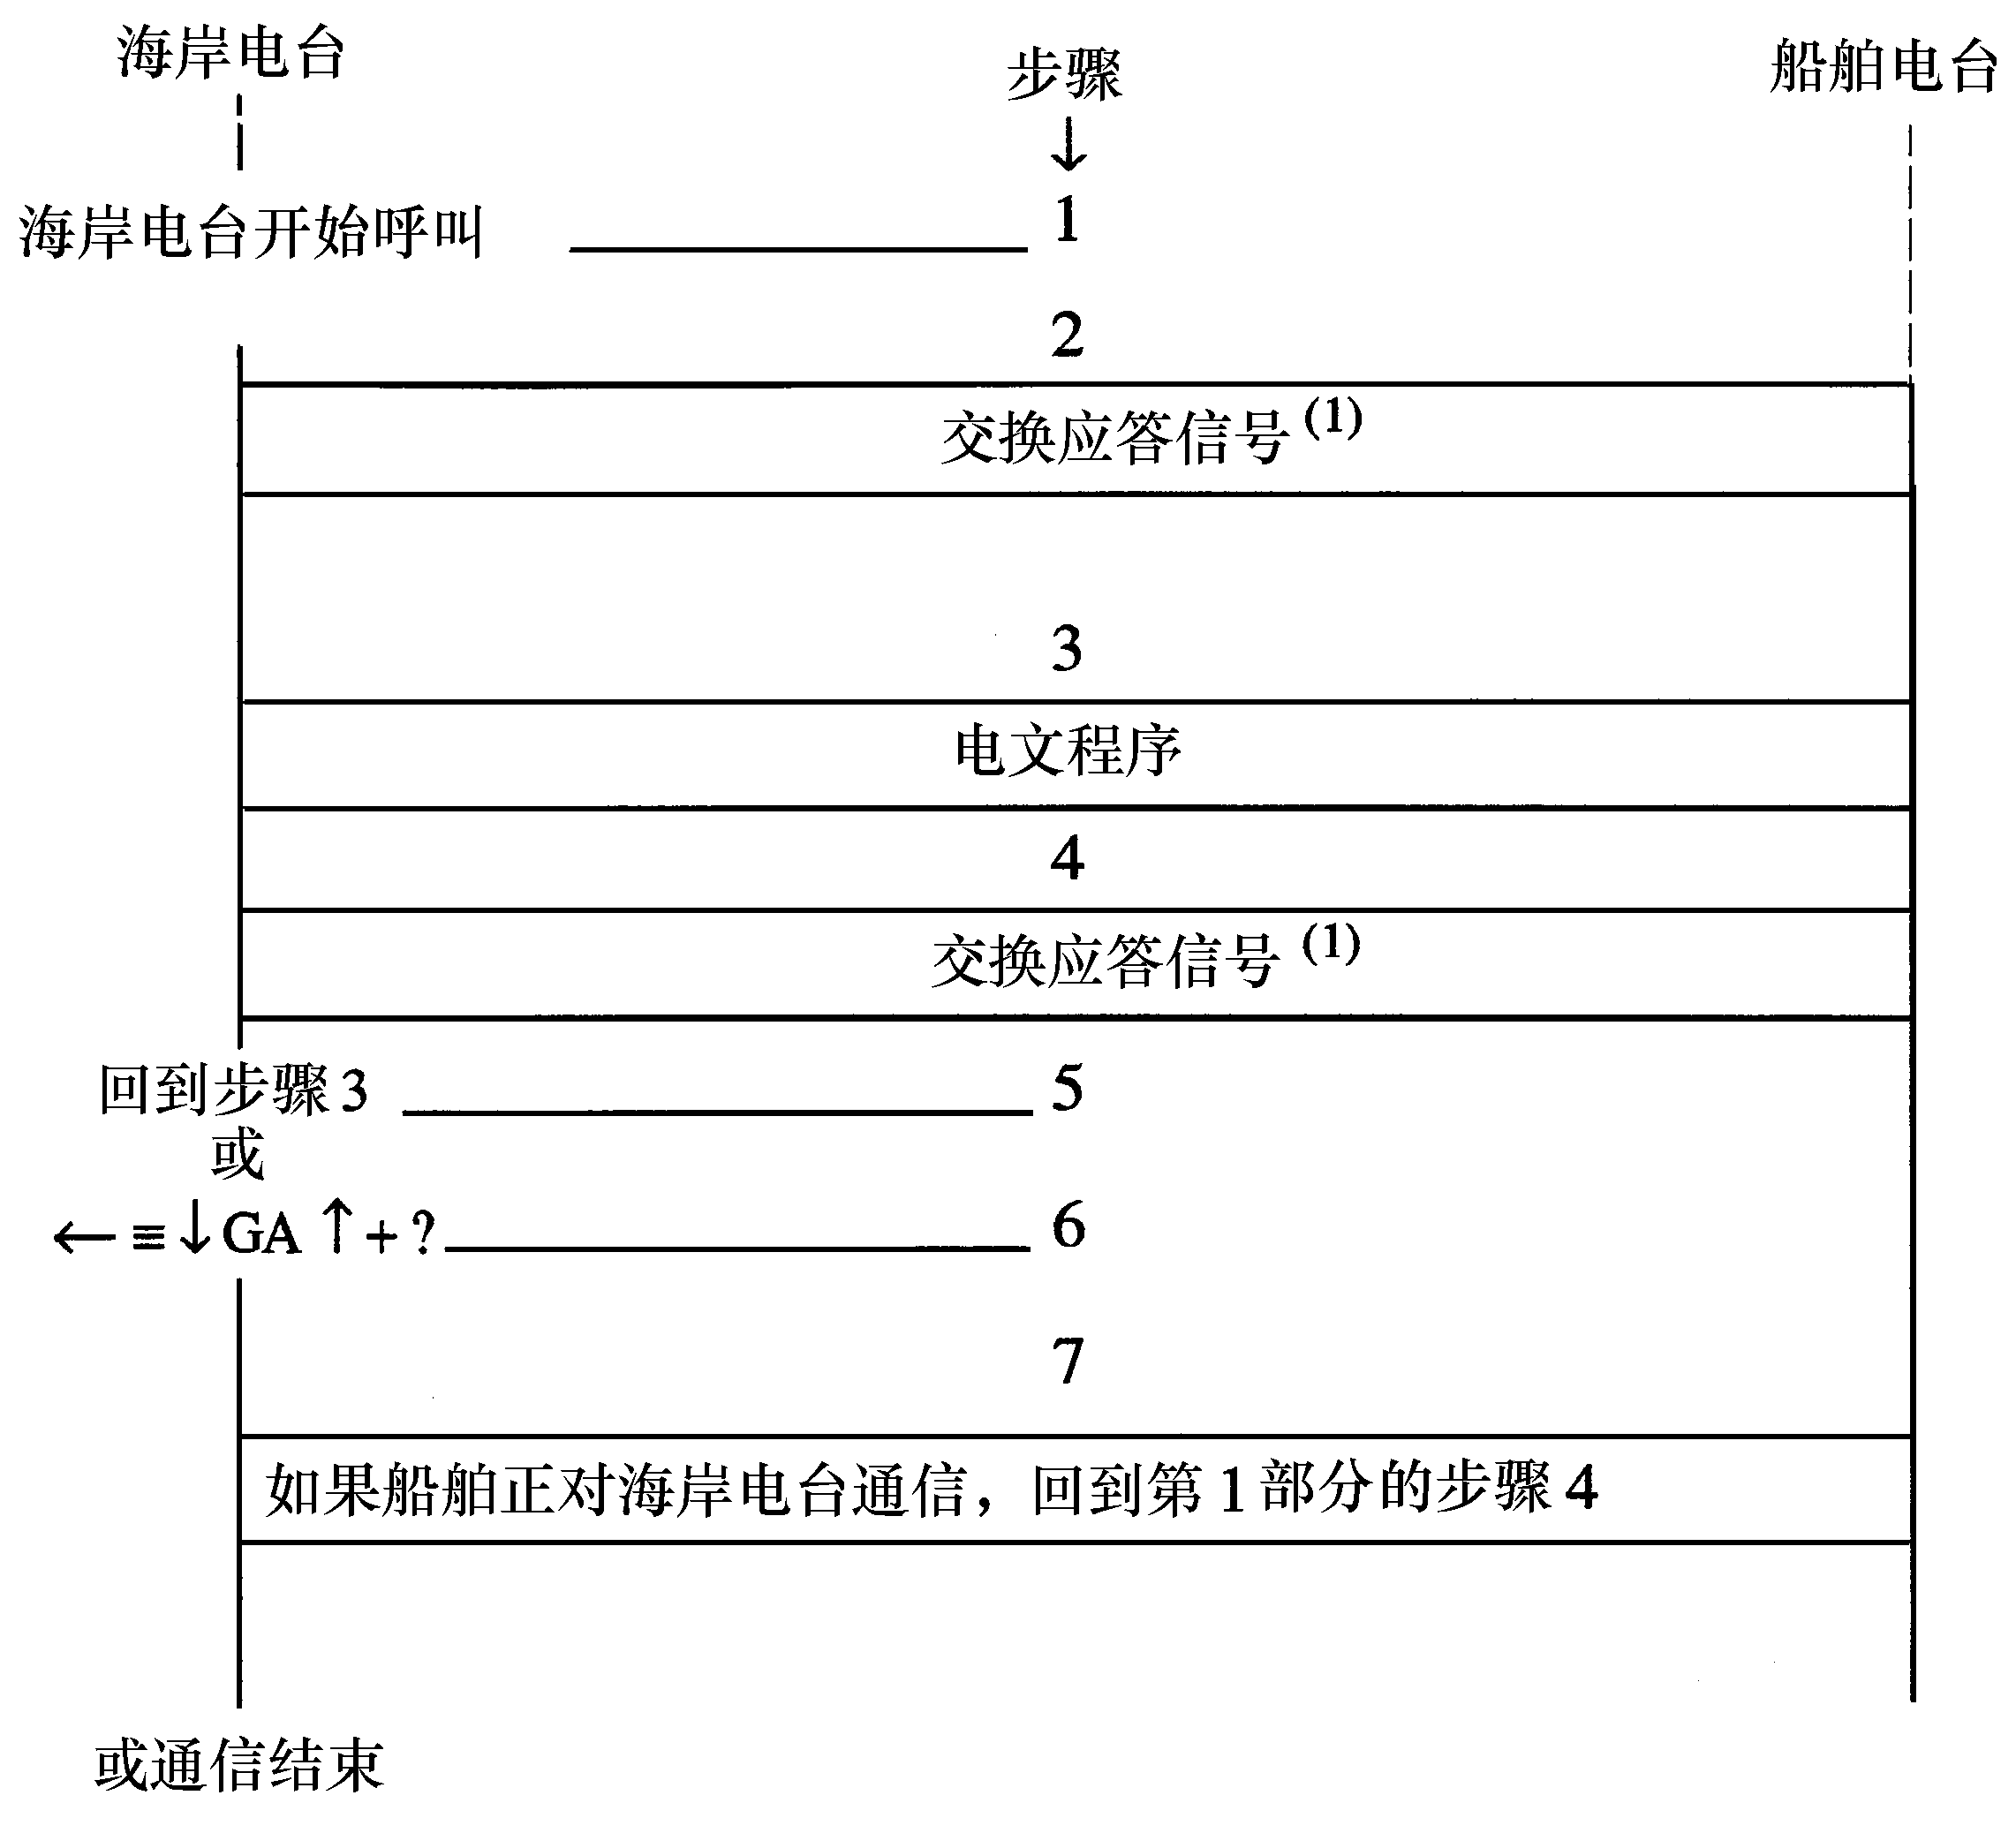 海岸电台
步骤
船舶电台
↓
海岸电台开始呼叫
1
2
交换应答信号(1)
3
电文程序
4
交换应答信号(1)
回到步骤3
5
或
←≡↓GA↑+?
6
7
如果船舶正对海岸电台通信，回到第1部分的步骤4
或通信结束